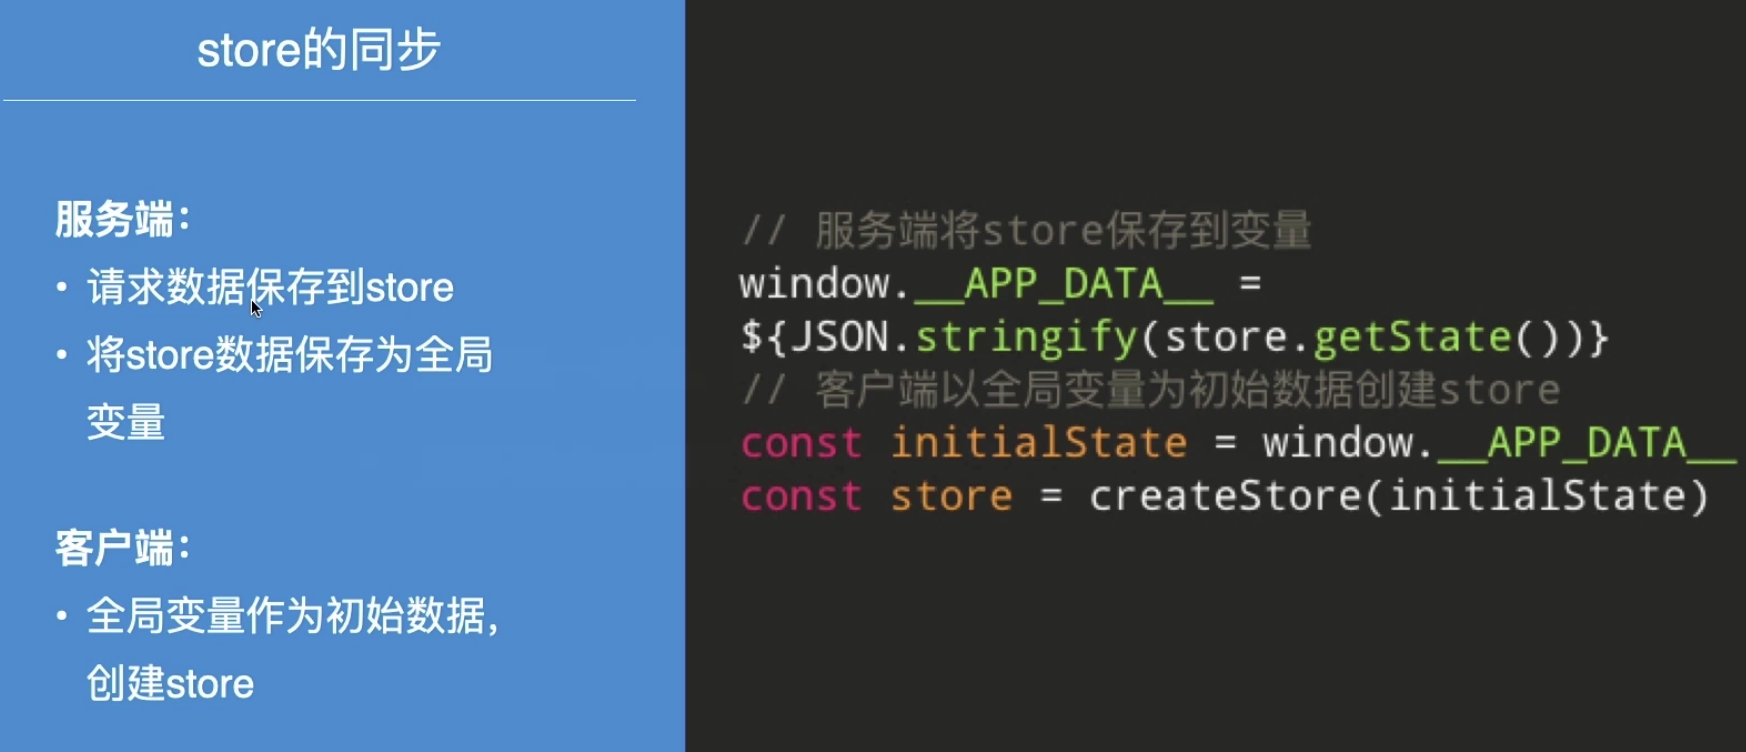 store的同步
服务端：
• 请求数据保存到store
• 将store数据保存为全局
变量
客户端：
• 全局变量作为初始数据，
创建store
// 服务端将store保存到变量
window.__APP_DATA__ =
${JSON.stringify(store.getState())}
// 客户端以全局变量为初始数据创建store
const initialState = window.__APP_DATA__
const store = createStore(initialState)